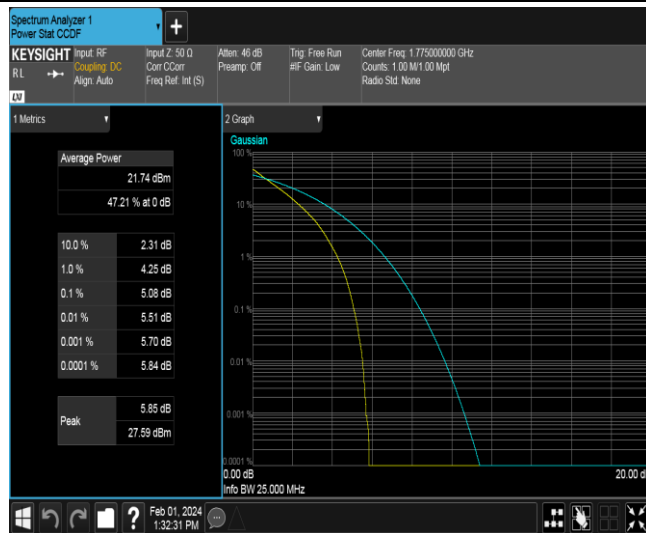 Spectrum Analyzer 1
Power Stat CCDF
KEYSIGHT
RL
Input: RF
Coupling: DC
Align: Auto
Input Z: 50 Ω
Corr CCorr
Freq Ref: Int (S)
Atten: 46 dB
Preamp: Off
Trig: Free Run
#IF Gain: Low
Center Freq: 1.775000000 GHz
Counts: 1.00 M/1.00 Mpt
Radio Std: None
1 Metrics
Average Power
21.74 dBm
47.21 % at 0 dB
10.0 % 2.31 dB
1.0 % 4.25 dB
0.1 % 5.08 dB
0.01 % 5.51 dB
0.001 % 5.70 dB
0.0001 % 5.84 dB
Peak
5.85 dB
27.59 dBm
2 Graph
Gaussian
100 %
10 %
1 %
0.1 %
0.01 %
0.001 %
0.0001 %
0.00 dB
20.00 d
Info BW 25.000 MHz
Feb 01, 2024
1:32:31 PM